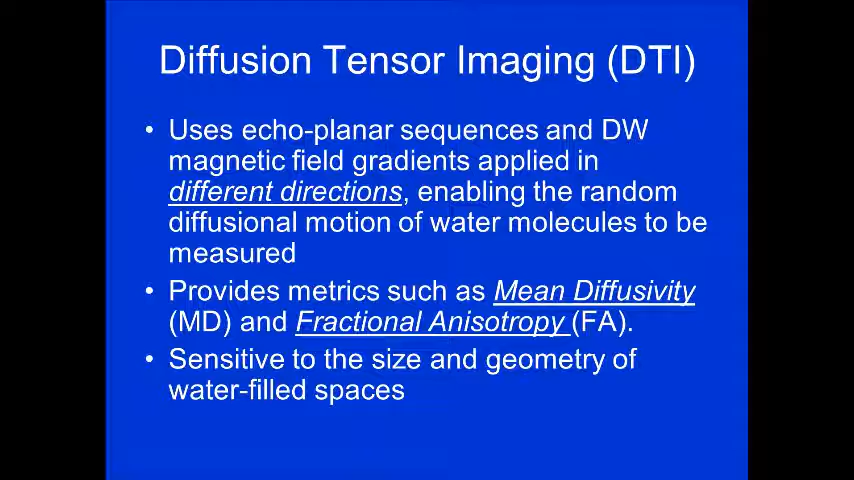 Diffusion Tensor Imaging (DTI)
• Uses echo-planar sequences and DW
magnetic field gradients applied in
different directions, enabling the random
diffusional motion of water molecules to be
measured
• Provides metrics such as Mean Diffusivity
(MD) and Fractional Anisotropy (FA).
• Sensitive to the size and geometry of
water-filled spaces